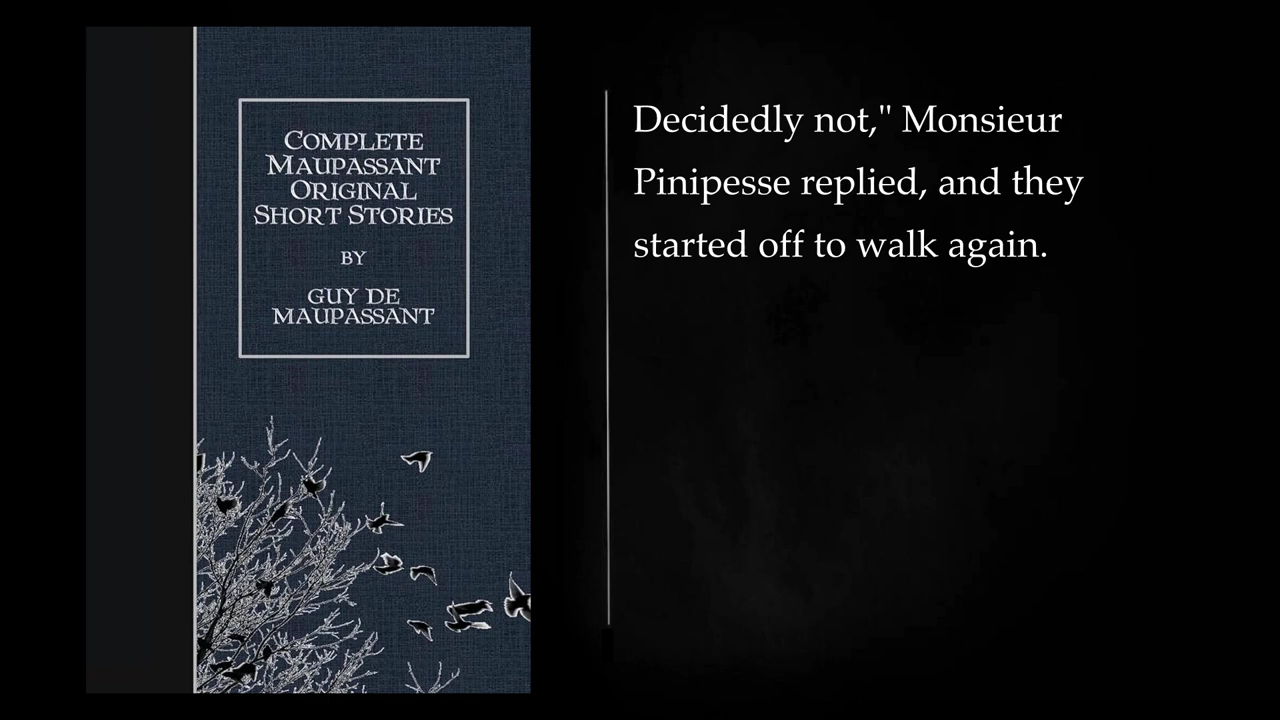 COMPLETE
MAUPASSANT
ORIGINAL
SHORT STORIES
BY
GUY DE
MAUPASSANT
Decidedly not," Monsieur
Pinipesse replied, and they
started off to walk again.